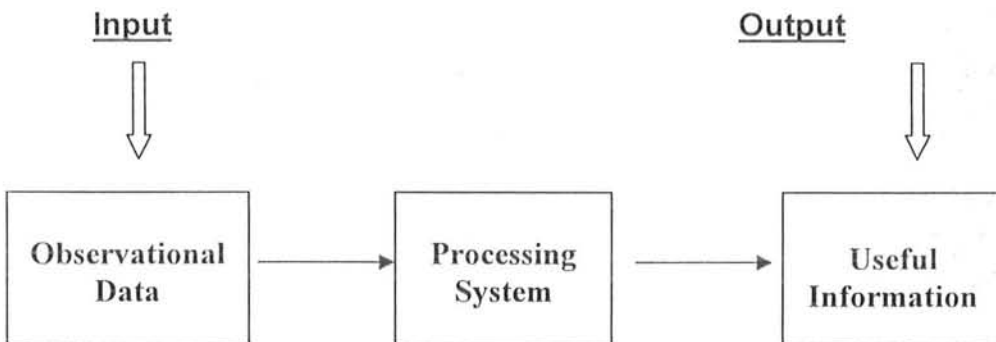 Input
Output
Observational
Data
Processing
System
Useful
Information